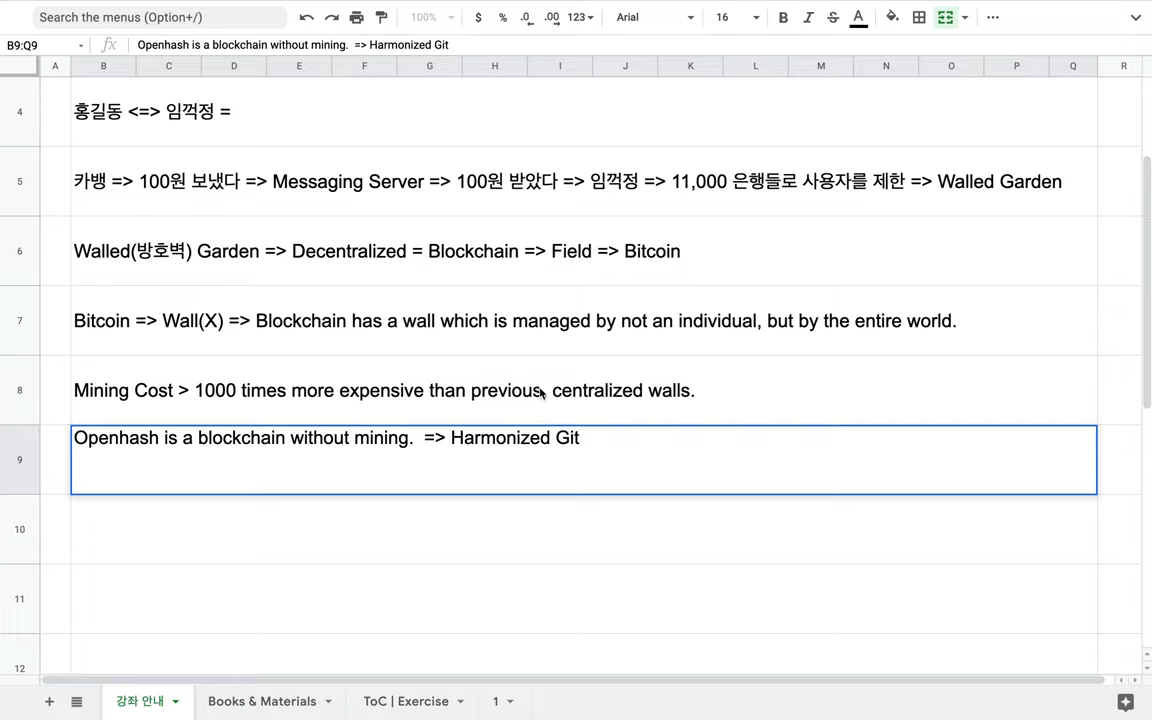 Search the menus (Option+/)
100%
$ % .0 .00 123
Arial
16
B I S A
B9:Q9
fx
Openhash is a blockchain without mining.  => Harmonized Git
A B C D E F G H I J K L M N O P Q R
4
홍길동 <=> 임꺽정 =
5
카뱅 => 100원 보냈다 => Messaging Server => 100원 받았다 => 임꺽정 => 11,000 은행들로 사용자를 제한 => Walled Garden
6
Walled(방호벽) Garden => Decentralized = Blockchain => Field => Bitcoin
7
Bitcoin => Wall(X) => Blockchain has a wall which is managed by not an individual, but by the entire world.
8
Mining Cost > 1000 times more expensive than previous, centralized walls.
9
Openhash is a blockchain without mining.  => Harmonized Git
10
11
12
강좌 안내
Books & Materials
ToC | Exercise
1